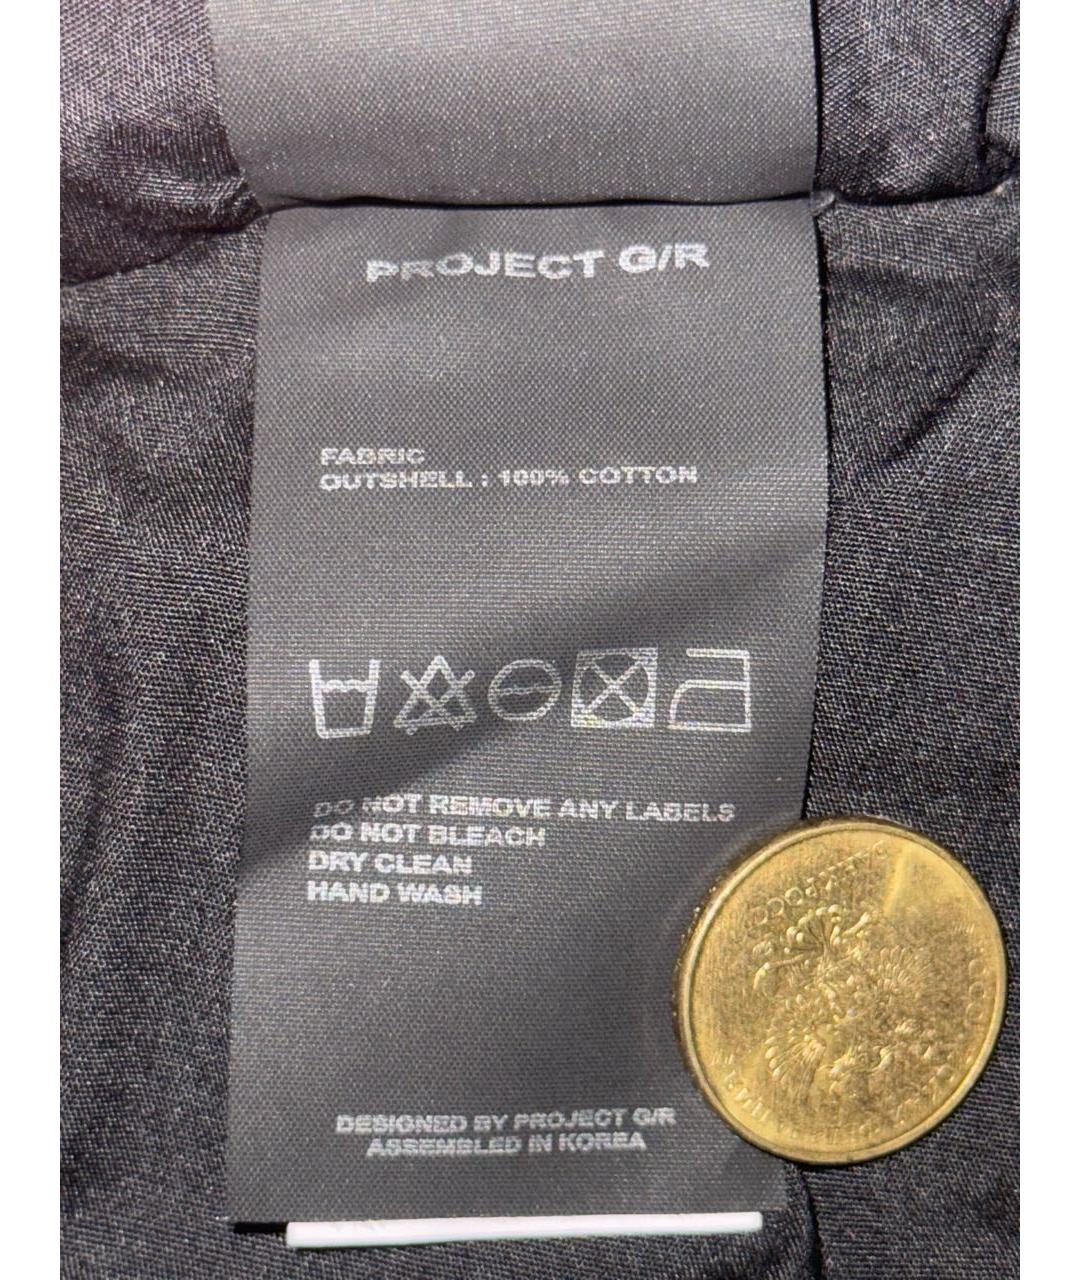 PROJECT G/R
FABRIC
OUTSHELL : 100% COTTON
DO NOT REMOVE ANY LABELS
DO NOT BLEACH
DRY CLEAN
HAND WASH
DESIGNED BY PROJECT G/R
ASSEMBLED IN KOREA